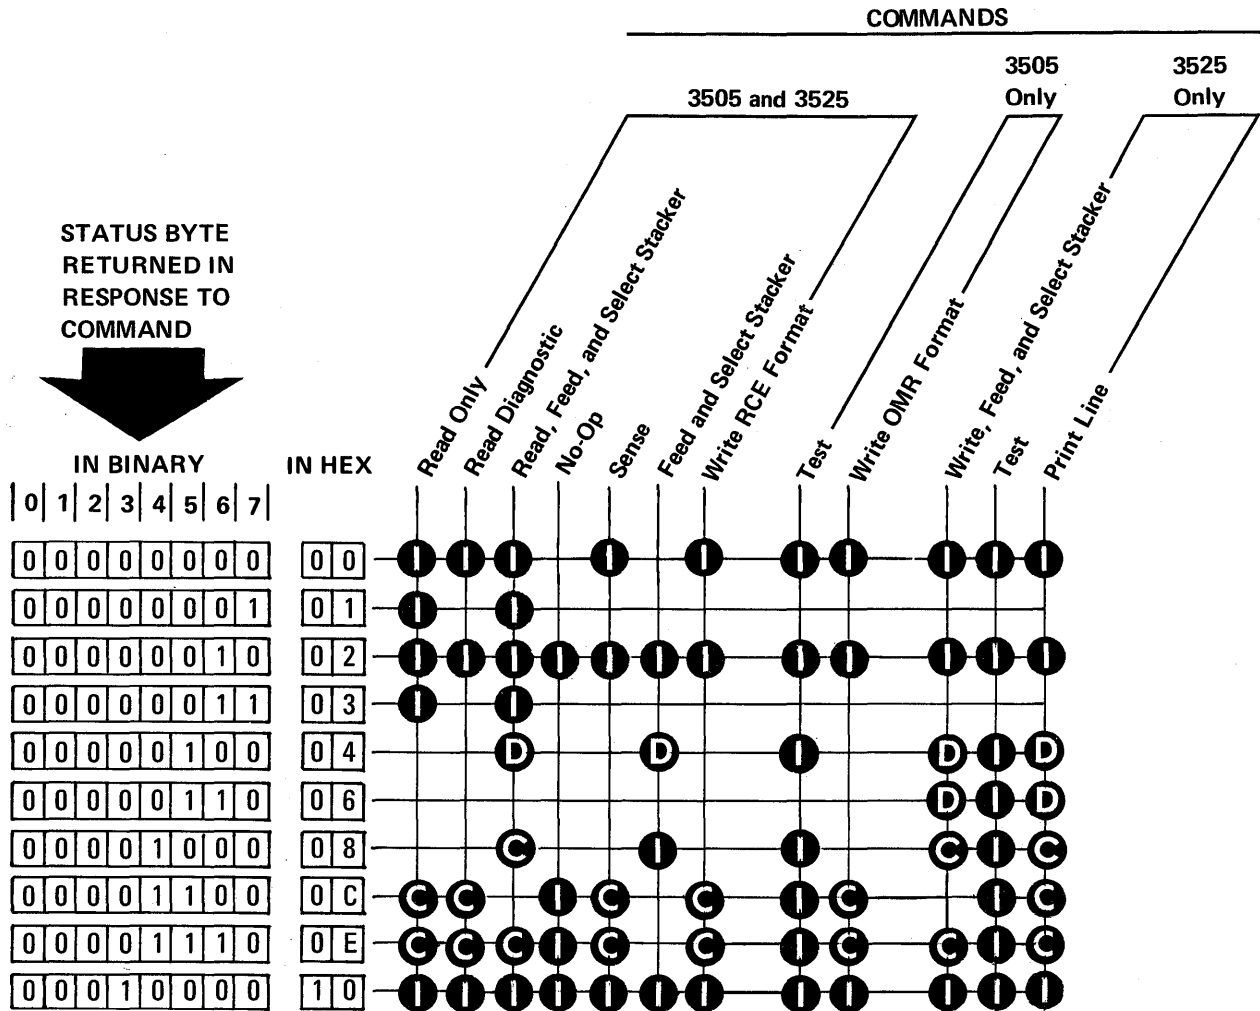 COMMANDS
3505 and 3525
3505
Only
3525
Only
STATUS BYTE
RETURNED IN
RESPONSE TO
COMMAND
Read Only
Read Diagnostic
Read, Feed, and Select Stacker
No-Op
Sense
Feed and Select Stacker
Write RCE Format
Test
Write OMR Format
Write, Feed, and Select Stacker
Test
Print Line
IN BINARY IN HEX
0 1 2 3 4 5 6 7
0 0 0 0 0 0 0 0 0 0 I I I I I I I I I I
0 0 0 0 0 0 0 1 0 1 I I
0 0 0 0 0 0 1 0 0 2 I I I I I I I I I I I I
0 0 0 0 0 0 1 1 0 3 I I
0 0 0 0 0 1 0 0 0 4 D D I D I D
0 0 0 0 0 1 1 0 0 6 D I D
0 0 0 0 1 0 0 0 0 8 C I I C I C
0 0 0 0 1 1 0 0 0 C C C I C C I C I C
0 0 0 0 1 1 1 0 0 E C C C I C C I C C I C
0 0 0 1 0 0 0 0 1 0 I I I I I I I I I I I I